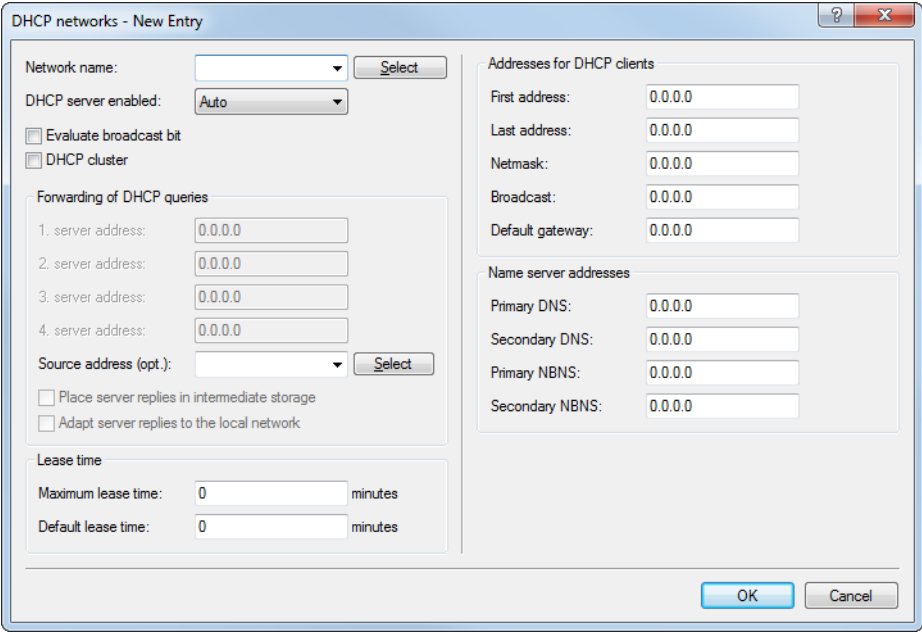 DHCP networks - New Entry
Network name: Select
DHCP server enabled: Auto
Evaluate broadcast bit
DHCP cluster
Forwarding of DHCP queries
1. server address: 0.0.0.0
2. server address: 0.0.0.0
3. server address: 0.0.0.0
4. server address: 0.0.0.0
Source address (opt.): Select
Place server replies in intermediate storage
Adapt server replies to the local network
Lease time
Maximum lease time: 0 minutes
Default lease time: 0 minutes
Addresses for DHCP clients
First address: 0.0.0.0
Last address: 0.0.0.0
Netmask: 0.0.0.0
Broadcast: 0.0.0.0
Default gateway: 0.0.0.0
Name server addresses
Primary DNS: 0.0.0.0
Secondary DNS: 0.0.0.0
Primary NBNS: 0.0.0.0
Secondary NBNS: 0.0.0.0
OK Cancel